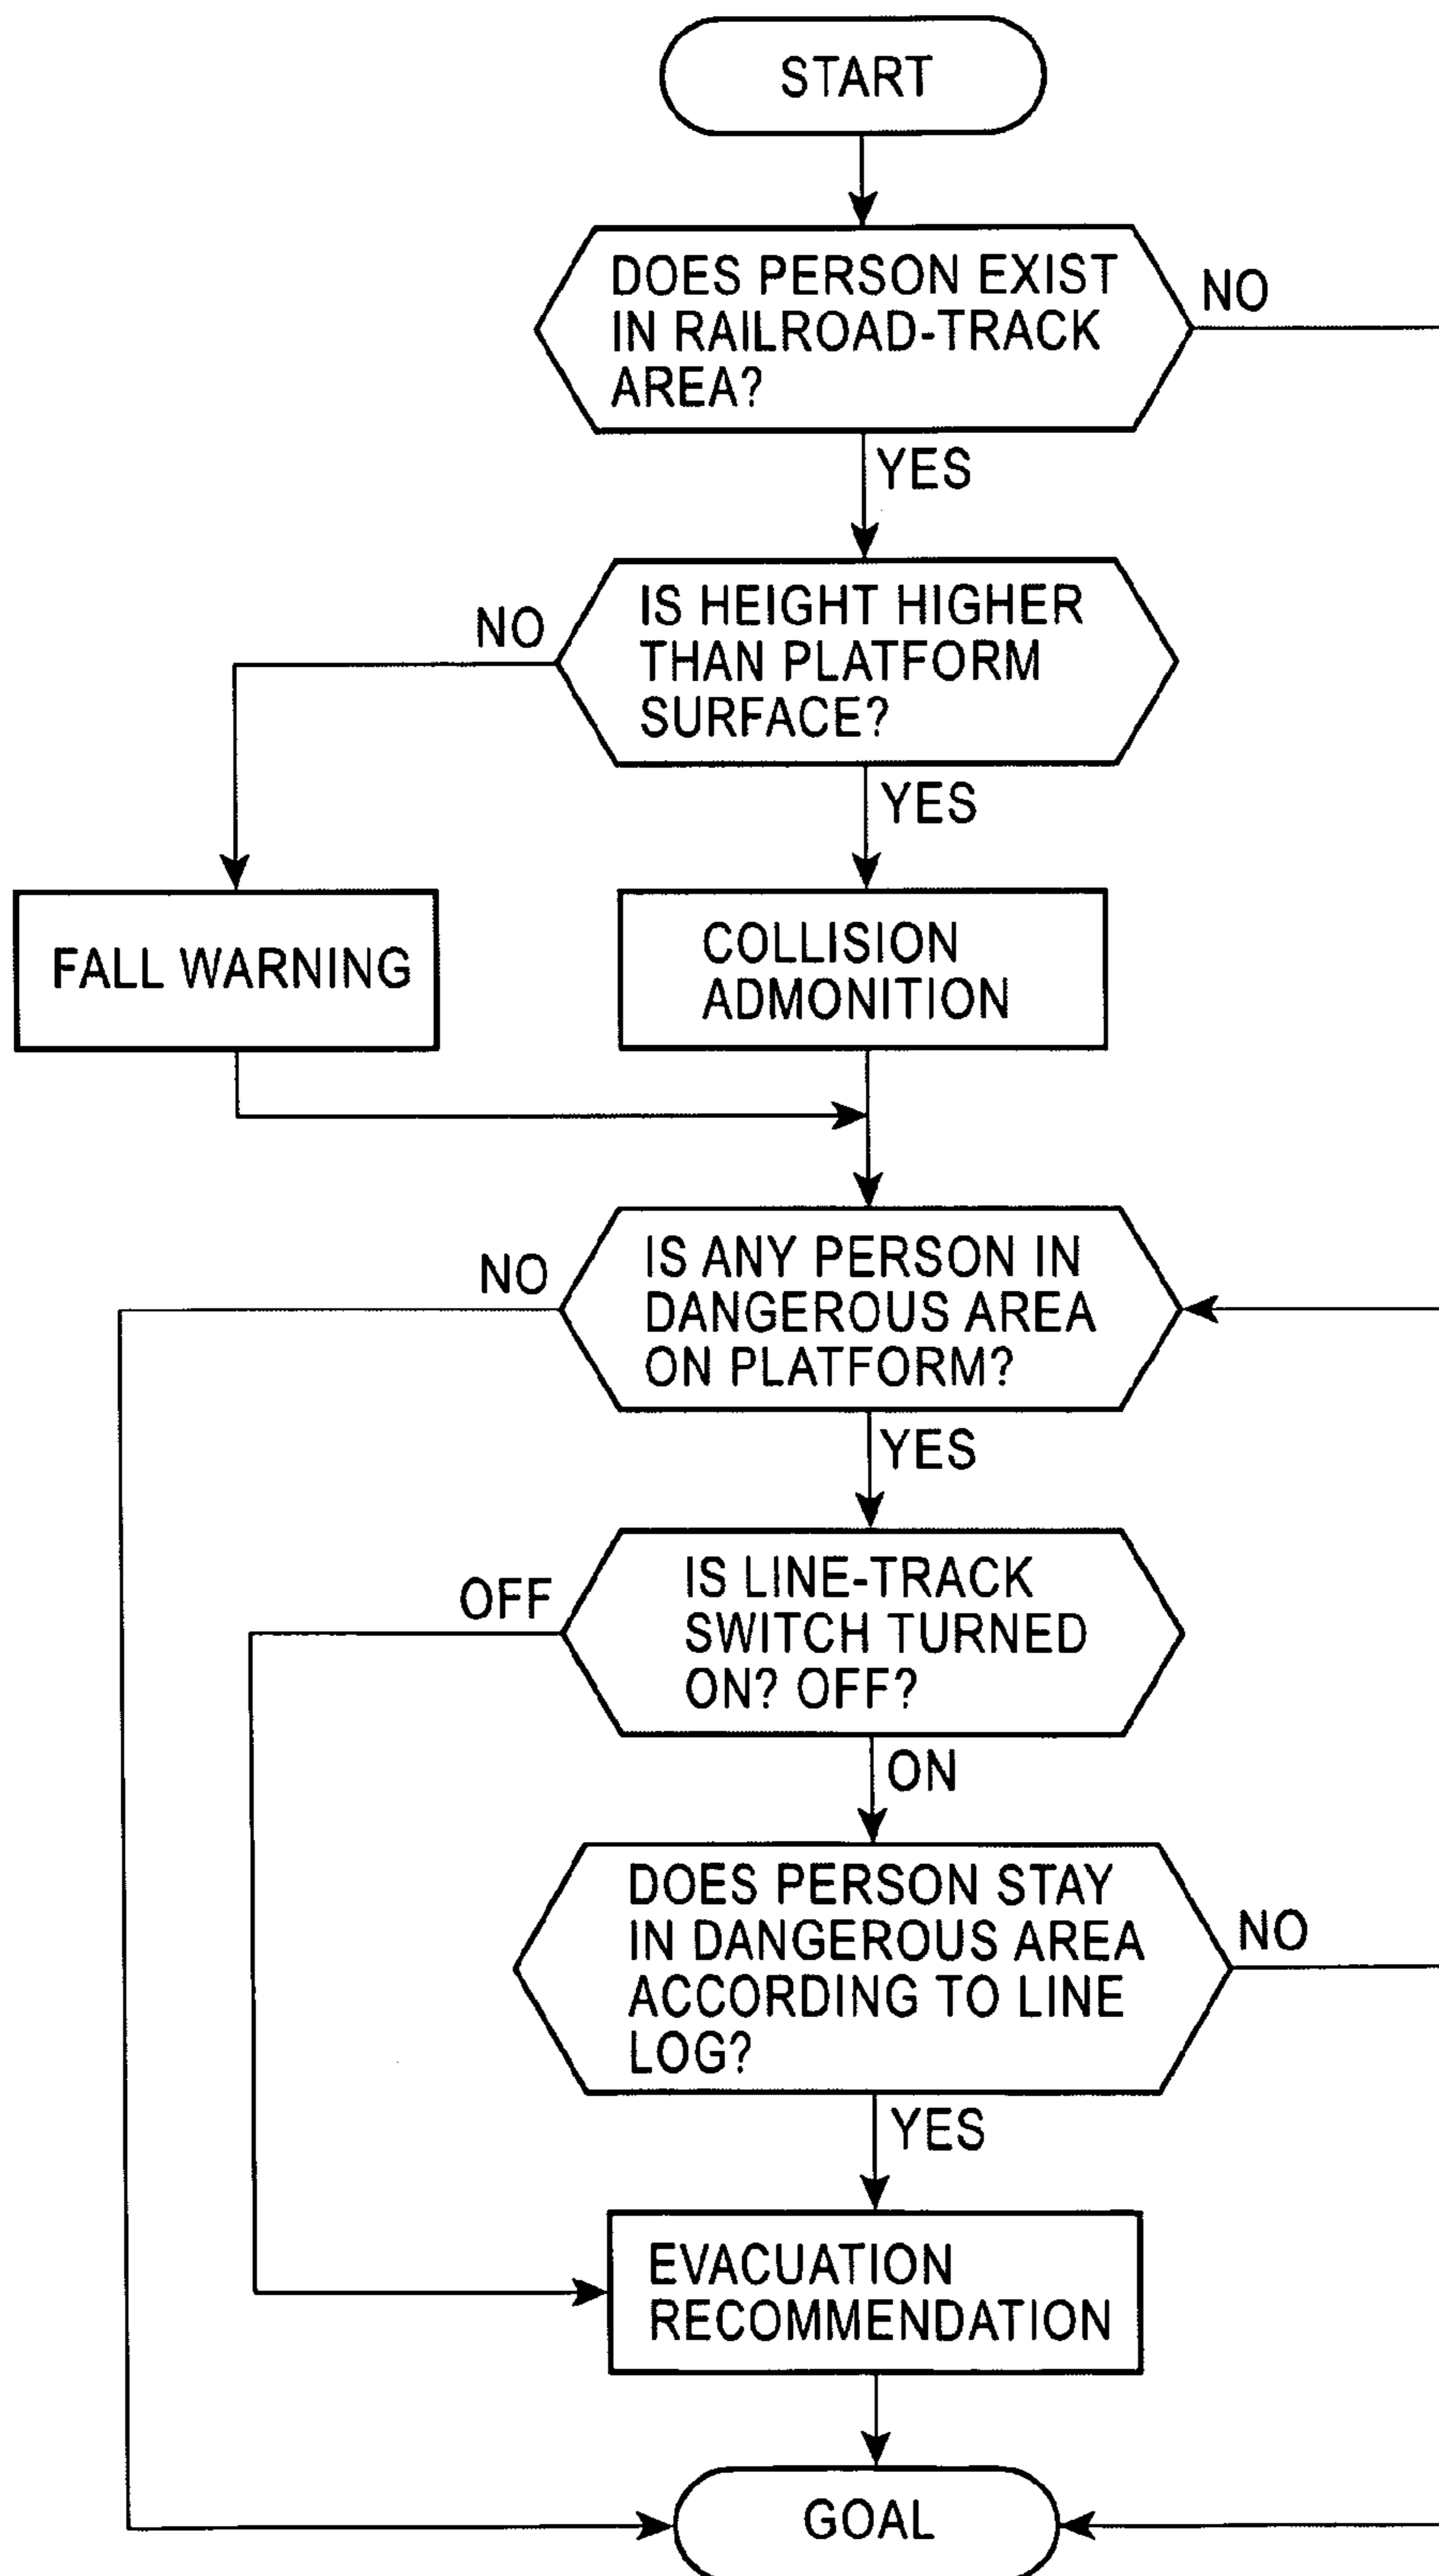 START
DOES PERSON EXIST
IN RAILROAD-TRACK
AREA?
NO
YES
IS HEIGHT HIGHER
THAN PLATFORM
SURFACE?
NO
YES
FALL WARNING
COLLISION
ADMONITION
IS ANY PERSON IN
DANGEROUS AREA
ON PLATFORM?
NO
YES
IS LINE-TRACK
SWITCH TURNED
ON? OFF?
OFF
ON
DOES PERSON STAY
IN DANGEROUS AREA
ACCORDING TO LINE
LOG?
NO
YES
EVACUATION
RECOMMENDATION
GOAL